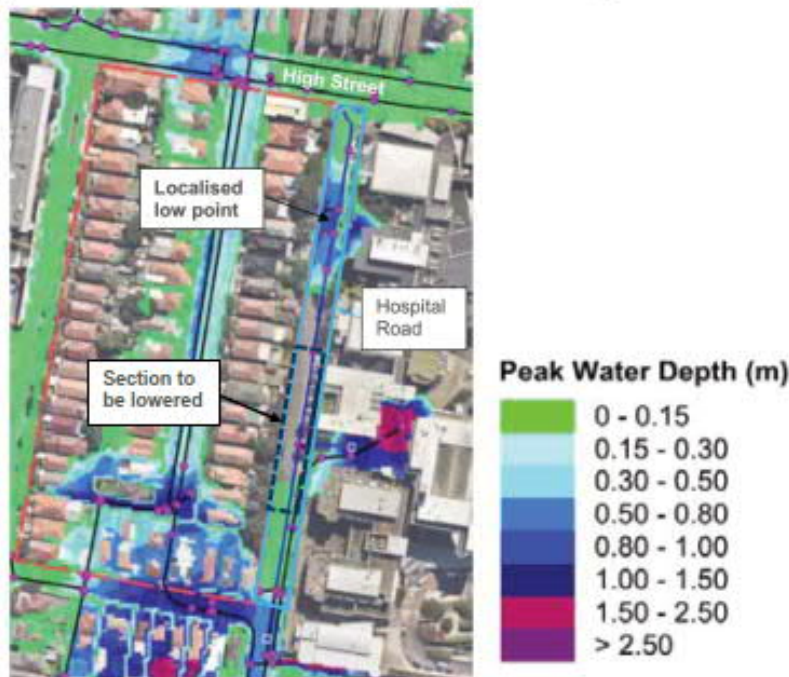 High Street
Localised
low point
Hospital
Road
Section to
be lowered
Peak Water Depth (m)
0 - 0.15
0.15 - 0.30
0.30 - 0.50
0.50 - 0.80
0.80 - 1.00
1.00 - 1.50
1.50 - 2.50
> 2.50